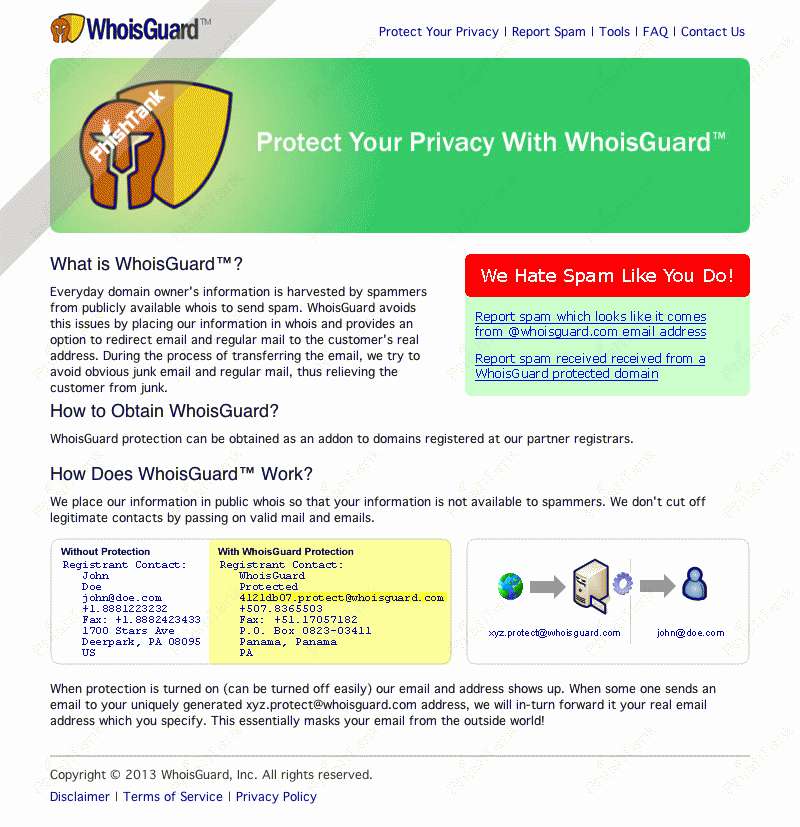 WhoisGuard™
Protect Your Privacy | Report Spam | Tools | FAQ | Contact Us
PhishTank
Protect Your Privacy With WhoisGuard™
What is WhoisGuard™?
Everyday domain owner's information is harvested by spammers
from publicly available whois to send spam. WhoisGuard avoids
this issues by placing our information in whois and provides an
option to redirect email and regular mail to the customer's real
address. During the process of transferring the email, we try to
avoid obvious junk email and regular mail, thus relieving the
customer from junk.
We Hate Spam Like You Do!
Report spam which looks like it comes
from @whoisguard.com email address
Report spam received received from a
WhoisGuard protected domain
How to Obtain WhoisGuard?
WhoisGuard protection can be obtained as an addon to domains registered at our partner registrars.
How Does WhoisGuard™ Work?
We place our information in public whois so that your information is not available to spammers. We don't cut off
legitimate contacts by passing on valid mail and emails.
Without Protection
Registrant Contact:
John
Doe
john@doe.com
+1.8881223232
Fax: +1.8882423433
1700 Stars Ave
Deerpark, PA 08095
US
With WhoisGuard Protection
Registrant Contact:
WhoisGuard
Protected
4121db07.protect@whoisguard.com
+507.8365503
Fax: +51.17057182
P.O. Box 0823-03411
Panama, Panama
PA
xyz.protect@whoisguard.com
john@doe.com
When protection is turned on (can be turned off easily) our email and address shows up. When some one sends an
email to your uniquely generated xyz.protect@whoisguard.com address, we will in-turn forward it your real email
address which you specify. This essentially masks your email from the outside world!
Copyright © 2013 WhoisGuard, Inc. All rights reserved.
Disclaimer | Terms of Service | Privacy Policy